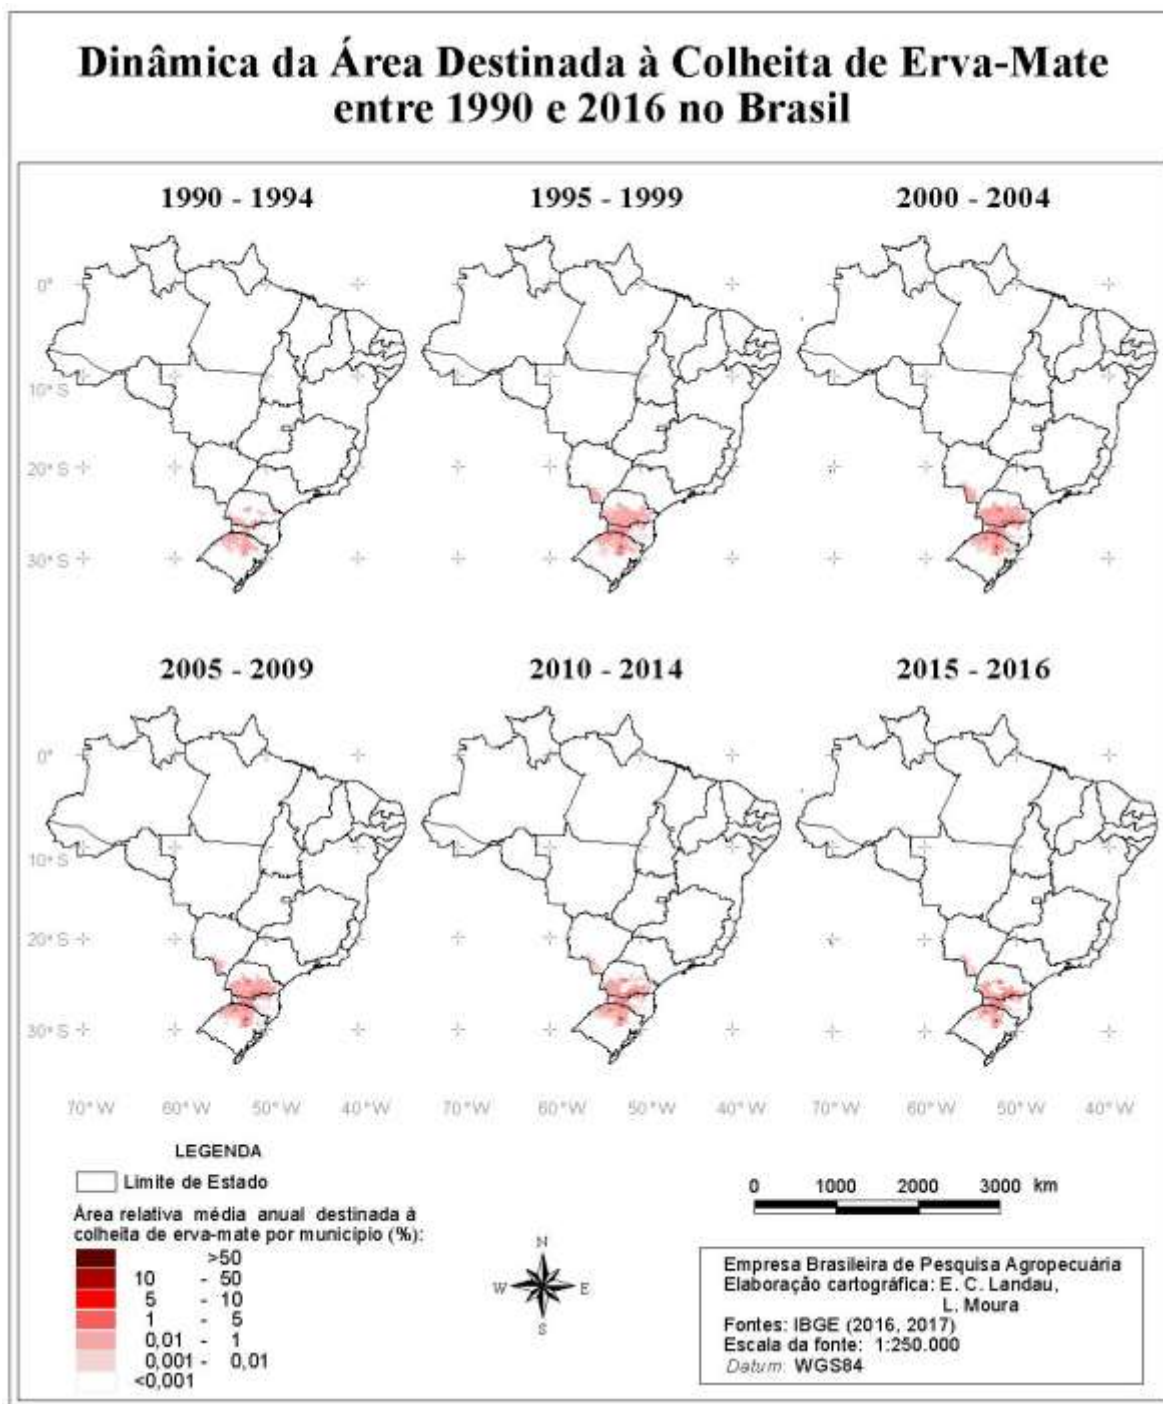 Dinâmica da Área Destinada à Colheita de Erva-Mate
entre 1990 e 2016 no Brasil
1990 - 1994
1995 - 1999
2000 - 2004
0°
10° S
20° S
30° S
2005 - 2009
2010 - 2014
2015 - 2016
0°
10° S
20° S
30° S
70° W 60° W 50° W 40° W
70° W 60° W 50° W 40° W
70° W 60° W 50° W 40° W
LEGENDA
Limite de Estado
Área relativa média anual destinada à
colheita de erva-mate por município (%):
>50
10 - 50
5 - 10
1 - 5
0,01 - 1
0,001 - 0,01
<0,001
N
W E
S
0 1000 2000 3000 km
Empresa Brasileira de Pesquisa Agropecuária
Elaboração cartográfica: E. C. Landau,
L. Moura
Fontes: IBGE (2016, 2017)
Escala da fonte: 1:250.000
Datum: WGS84